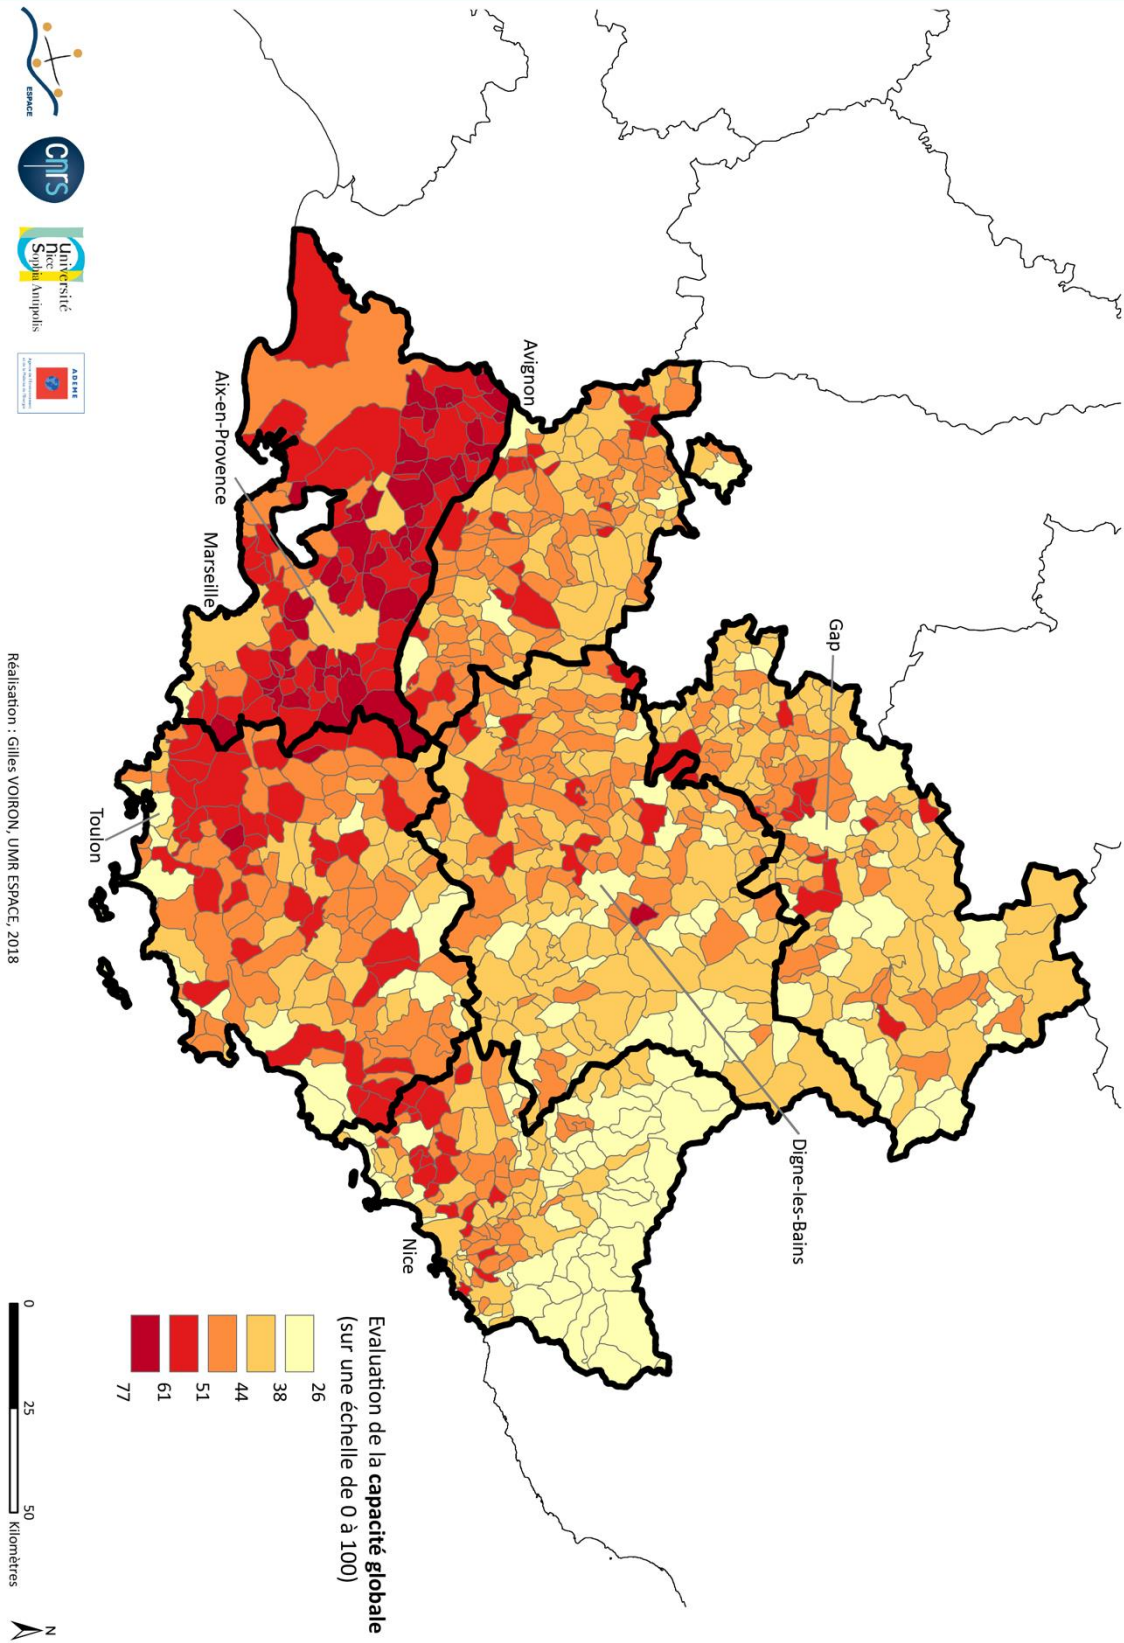 Gap
Avignon
Digne-les-Bains
Aix-en-Provence
Marseille
Nice
Toulon
Evaluation de la capacité globale
(sur une échelle de 0 à 100)
26
38
44
51
61
77
0 25 50
Kilomètres
N
ESPACE
cnrs
Université
nice
Sophia Antipolis
ADEME
Réalisation : Gilles VOIRON, UMR ESPACE, 2018